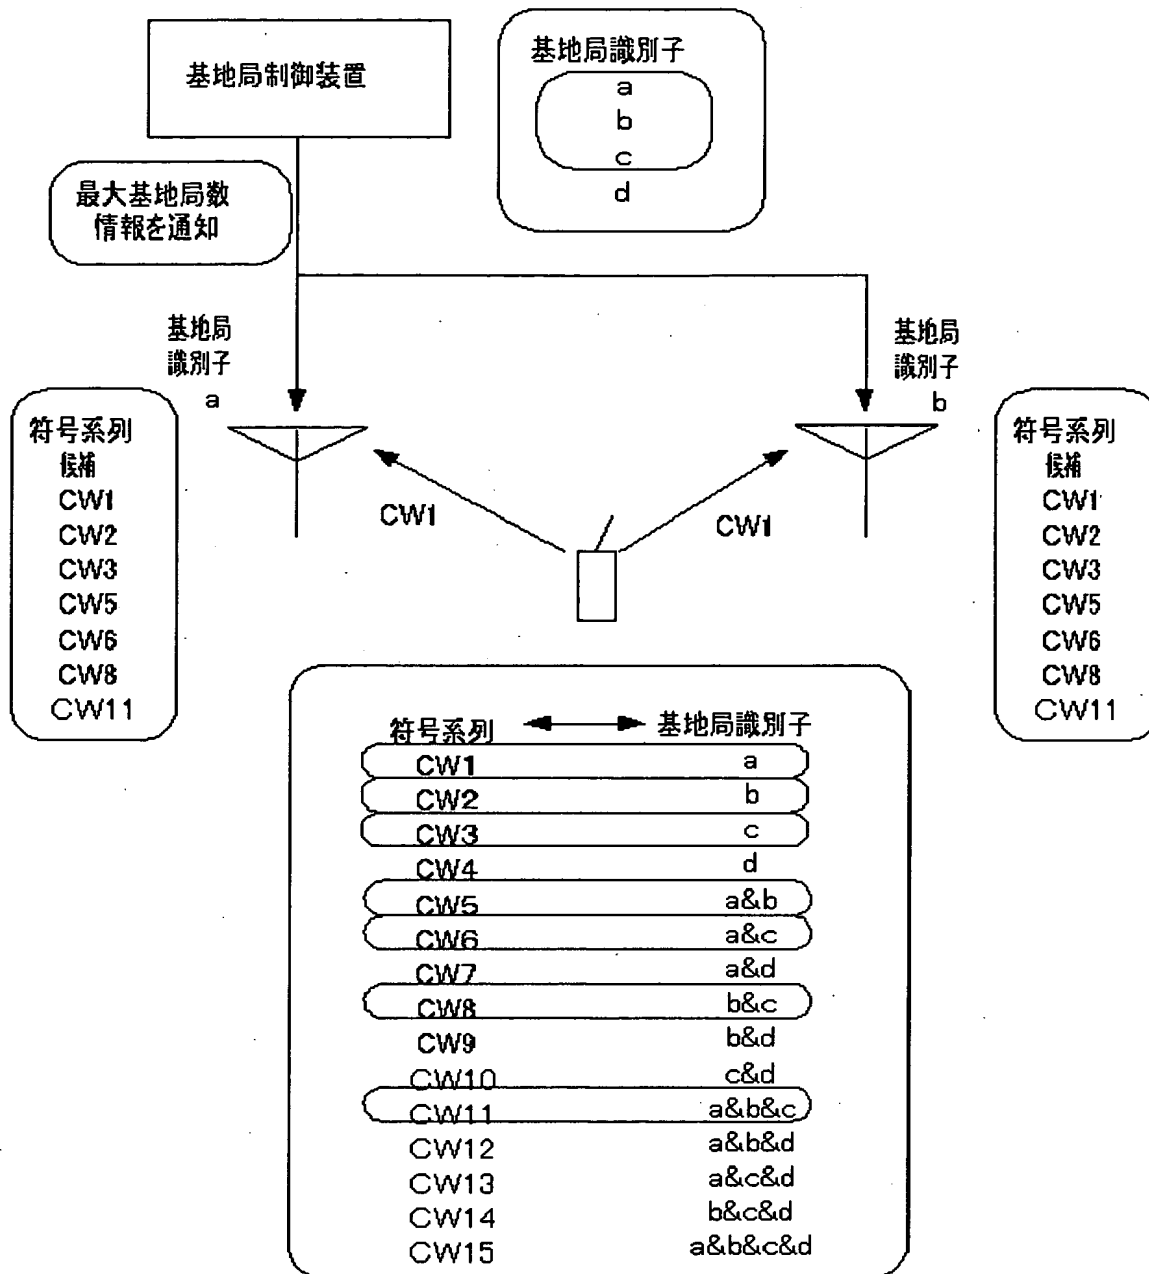 基地局制御装置
基地局識別子
a
b
c
d
最大基地局数
情報を通知
基地局
識別子
a
基地局
識別子
b
符号系列
候補
CW1
CW2
CW3
CW5
CW6
CW8
CW11
CW1
CW1
符号系列
候補
CW1
CW2
CW3
CW5
CW6
CW8
CW11
符号系列 基地局識別子
CW1 a
CW2 b
CW3 c
CW4 d
CW5 a&b
CW6 a&c
CW7 a&d
CW8 b&c
CW9 b&d
CW10 c&d
CW11 a&b&c
CW12 a&b&d
CW13 a&c&d
CW14 b&c&d
CW15 a&b&c&d